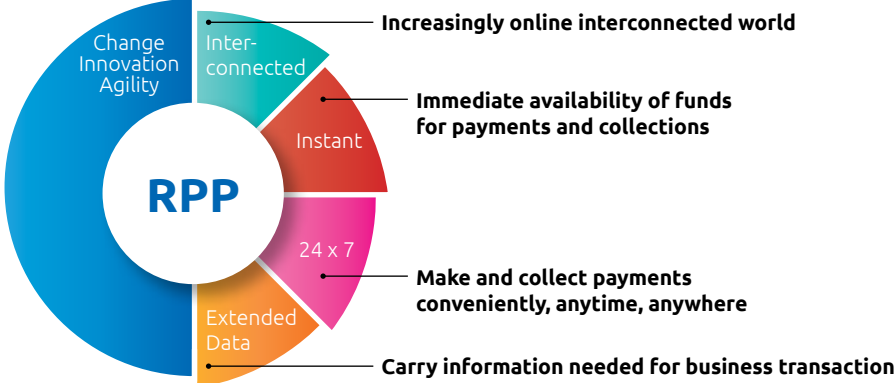 Change
Innovation
Agility
Inter-
connected
Increasingly online interconnected world
Instant
Immediate availability of funds
for payments and collections
RPP
24 x 7
Make and collect payments
conveniently, anytime, anywhere
Extended
Data
Carry information needed for business transaction